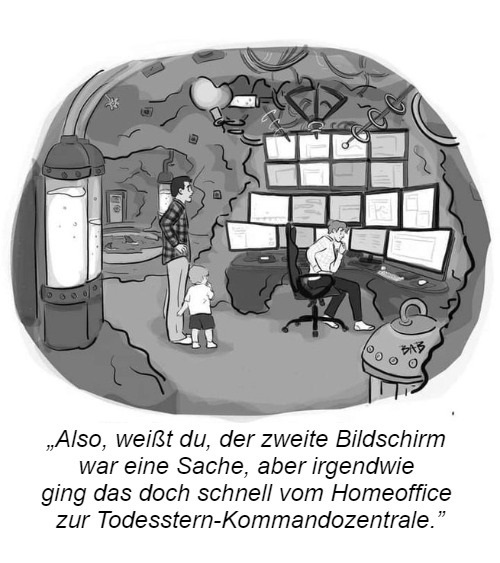 BAB
„Also, weißt du, der zweite Bildschirm
war eine Sache, aber irgendwie
ging das doch schnell vom Homeoffice
zur Todesstern-Kommandozentrale.”